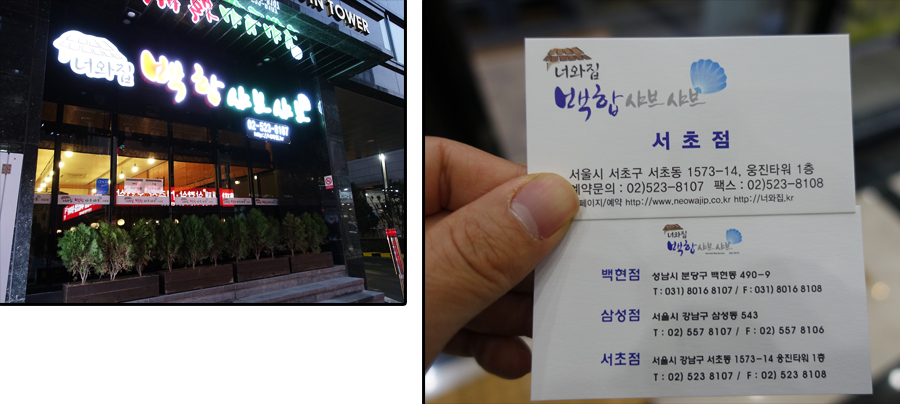 TOWER
너와집
백합 샤브샤브
02-523-8107
너와집
백합 샤브샤브
서초점
서울시 서초구 서초동 1573-14, 웅진타워 1층
예약문의 : 02)523-8107 팩스 : 02)523-8108
페이지/예약 http://www.neowajip.co.kr http://너와집.kr
너와집
백합 샤브샤브
백현점 성남시 분당구 백현동 490-9
T : 031) 8016 8107 / F : 031) 8016 8108
삼성점 서울시 강남구 삼성동 543
T : 02) 557 8107 / F : 02) 557 8106
서초점 서울시 강남구 서초동 1573-14 웅진타워 1층
T : 02) 523 8107 / F : 02) 523 8108